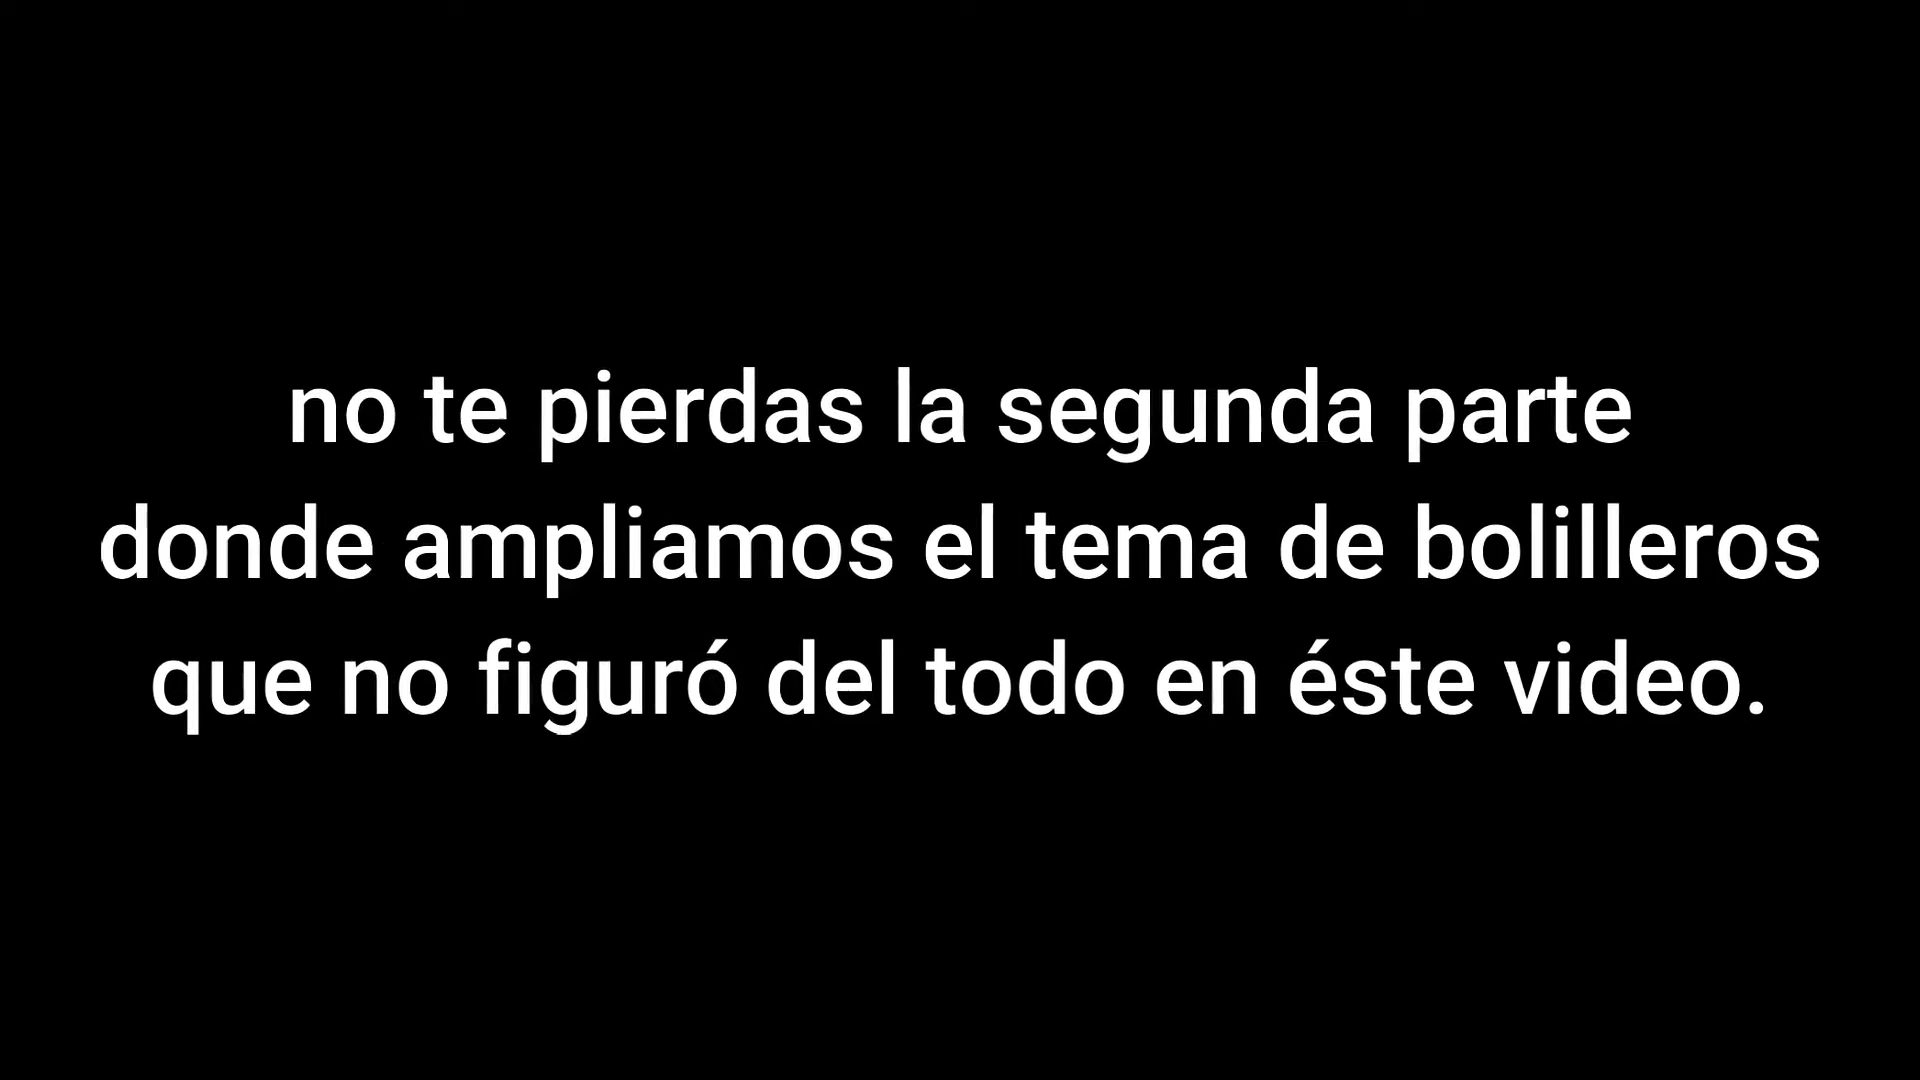 no te pierdas la segunda parte
donde ampliamos el tema de bolilleros
que no figuró del todo en éste video.